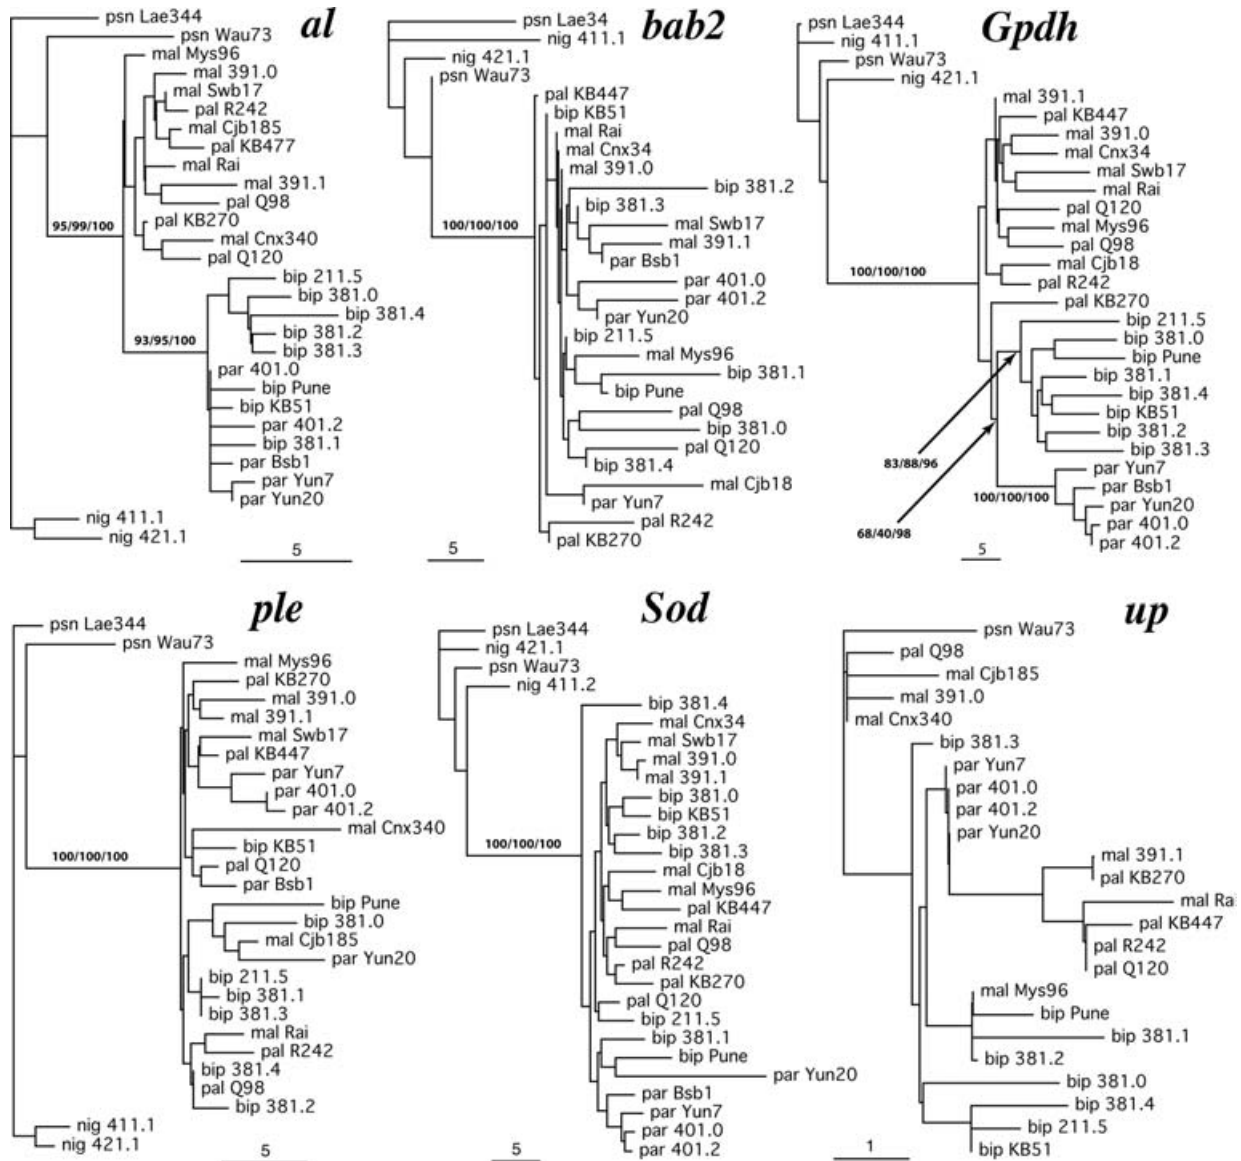 al
psn Lae344
psn Wau73
mal Mys96
mal 391.0
mal Swb17
pal R242
mal Cjb185
pal KB477
mal Rai
mal 391.1
pal Q98
95/99/100
pal KB270
mal Cnx340
pal Q120
bip 211.5
bip 381.0
bip 381.4
bip 381.2
93/95/100
bip 381.3
par 401.0
bip Pune
bip KB51
par 401.2
bip 381.1
par Bsb1
par Yun7
par Yun20
nig 411.1
nig 421.1
5
bab2
psn Lae34
nig 411.1
nig 421.1
psn Wau73
pal KB447
bip KB51
mal Rai
mal Cnx34
mal 391.0
bip 381.2
bip 381.3
mal Swb17
100/100/100
mal 391.1
par Bsb1
par 401.0
par 401.2
par Yun20
bip 211.5
mal Mys96
bip 381.1
bip Pune
pal Q98
bip 381.0
pal Q120
bip 381.4
mal Cjb18
par Yun7
pal R242
pal KB270
5
Gpdh
psn Lae344
nig 411.1
psn Wau73
nig 421.1
mal 391.1
pal KB447
mal 391.0
mal Cnx34
mal Swb17
mal Rai
pal Q120
mal Mys96
pal Q98
mal Cjb18
100/100/100
pal R242
pal KB270
bip 211.5
bip 381.0
bip Pune
bip 381.1
bip 381.4
bip KB51
bip 381.2
bip 381.3
83/88/96
par Yun7
par Bsb1
100/100/100
par Yun20
par 401.0
68/40/98
par 401.2
5
ple
psn Lae344
psn Wau73
mal Mys96
pal KB270
mal 391.0
mal 391.1
mal Swb17
pal KB447
par Yun7
par 401.0
par 401.2
mal Cnx340
bip KB51
100/100/100
pal Q120
par Bsb1
bip Pune
bip 381.0
mal Cjb185
par Yun20
bip 211.5
bip 381.1
bip 381.3
mal Rai
pal R242
bip 381.4
pal Q98
bip 381.2
nig 411.1
nig 421.1
5
Sod
psn Lae344
nig 421.1
psn Wau73
nig 411.2
bip 381.4
mal Cnx34
mal Swb17
mal 391.0
mal 391.1
bip 381.0
bip KB51
bip 381.2
100/100/100
bip 381.3
mal Cjb18
mal Mys96
pal KB447
mal Rai
pal Q98
pal R242
pal KB270
pal Q120
bip 211.5
bip 381.1
bip Pune
par Yun20
par Bsb1
par Yun7
par 401.0
par 401.2
5
up
psn Wau73
pal Q98
mal Cjb185
mal 391.0
mal Cnx340
bip 381.3
par Yun7
par 401.0
par 401.2
par Yun20
mal 391.1
pal KB270
mal Ra
pal KB447
pal R242
pal Q120
mal Mys96
bip Pune
bip 381.1
bip 381.2
bip 381.0
bip 381.4
bip 211.5
bip KB51
1